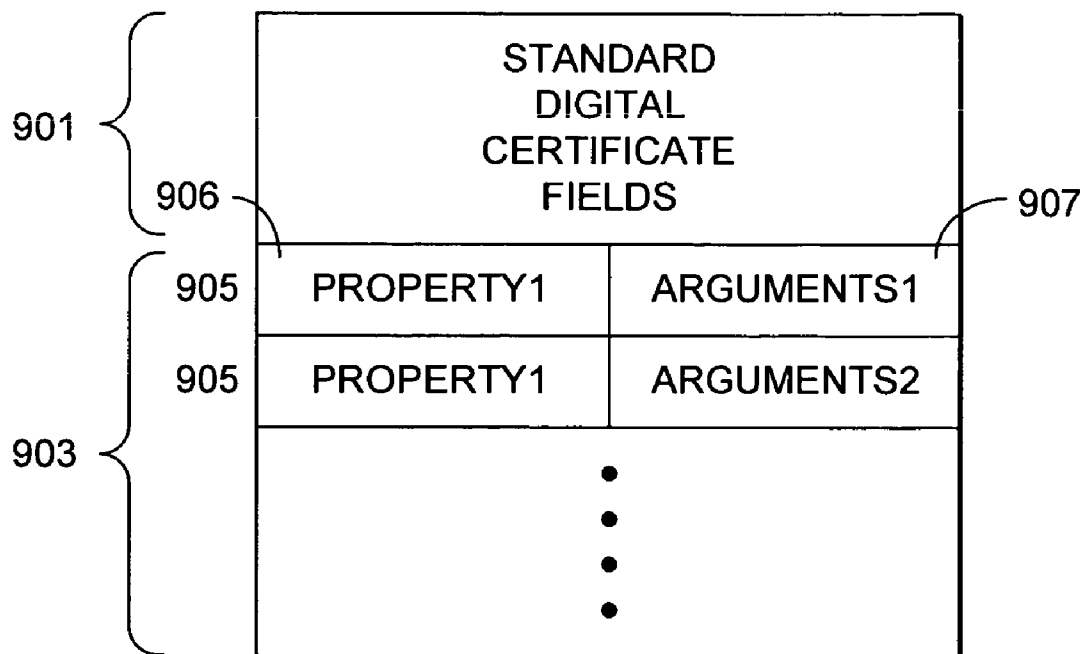 STANDARD
DIGITAL
901
CERTIFICATE
906
FIELDS
907
905 PROPERTY1 ARGUMENTS1
905 PROPERTY1 ARGUMENTS2
903